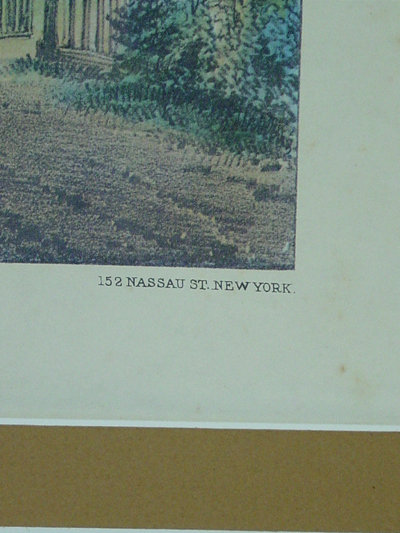 152 NASSAU ST. NEW YORK.